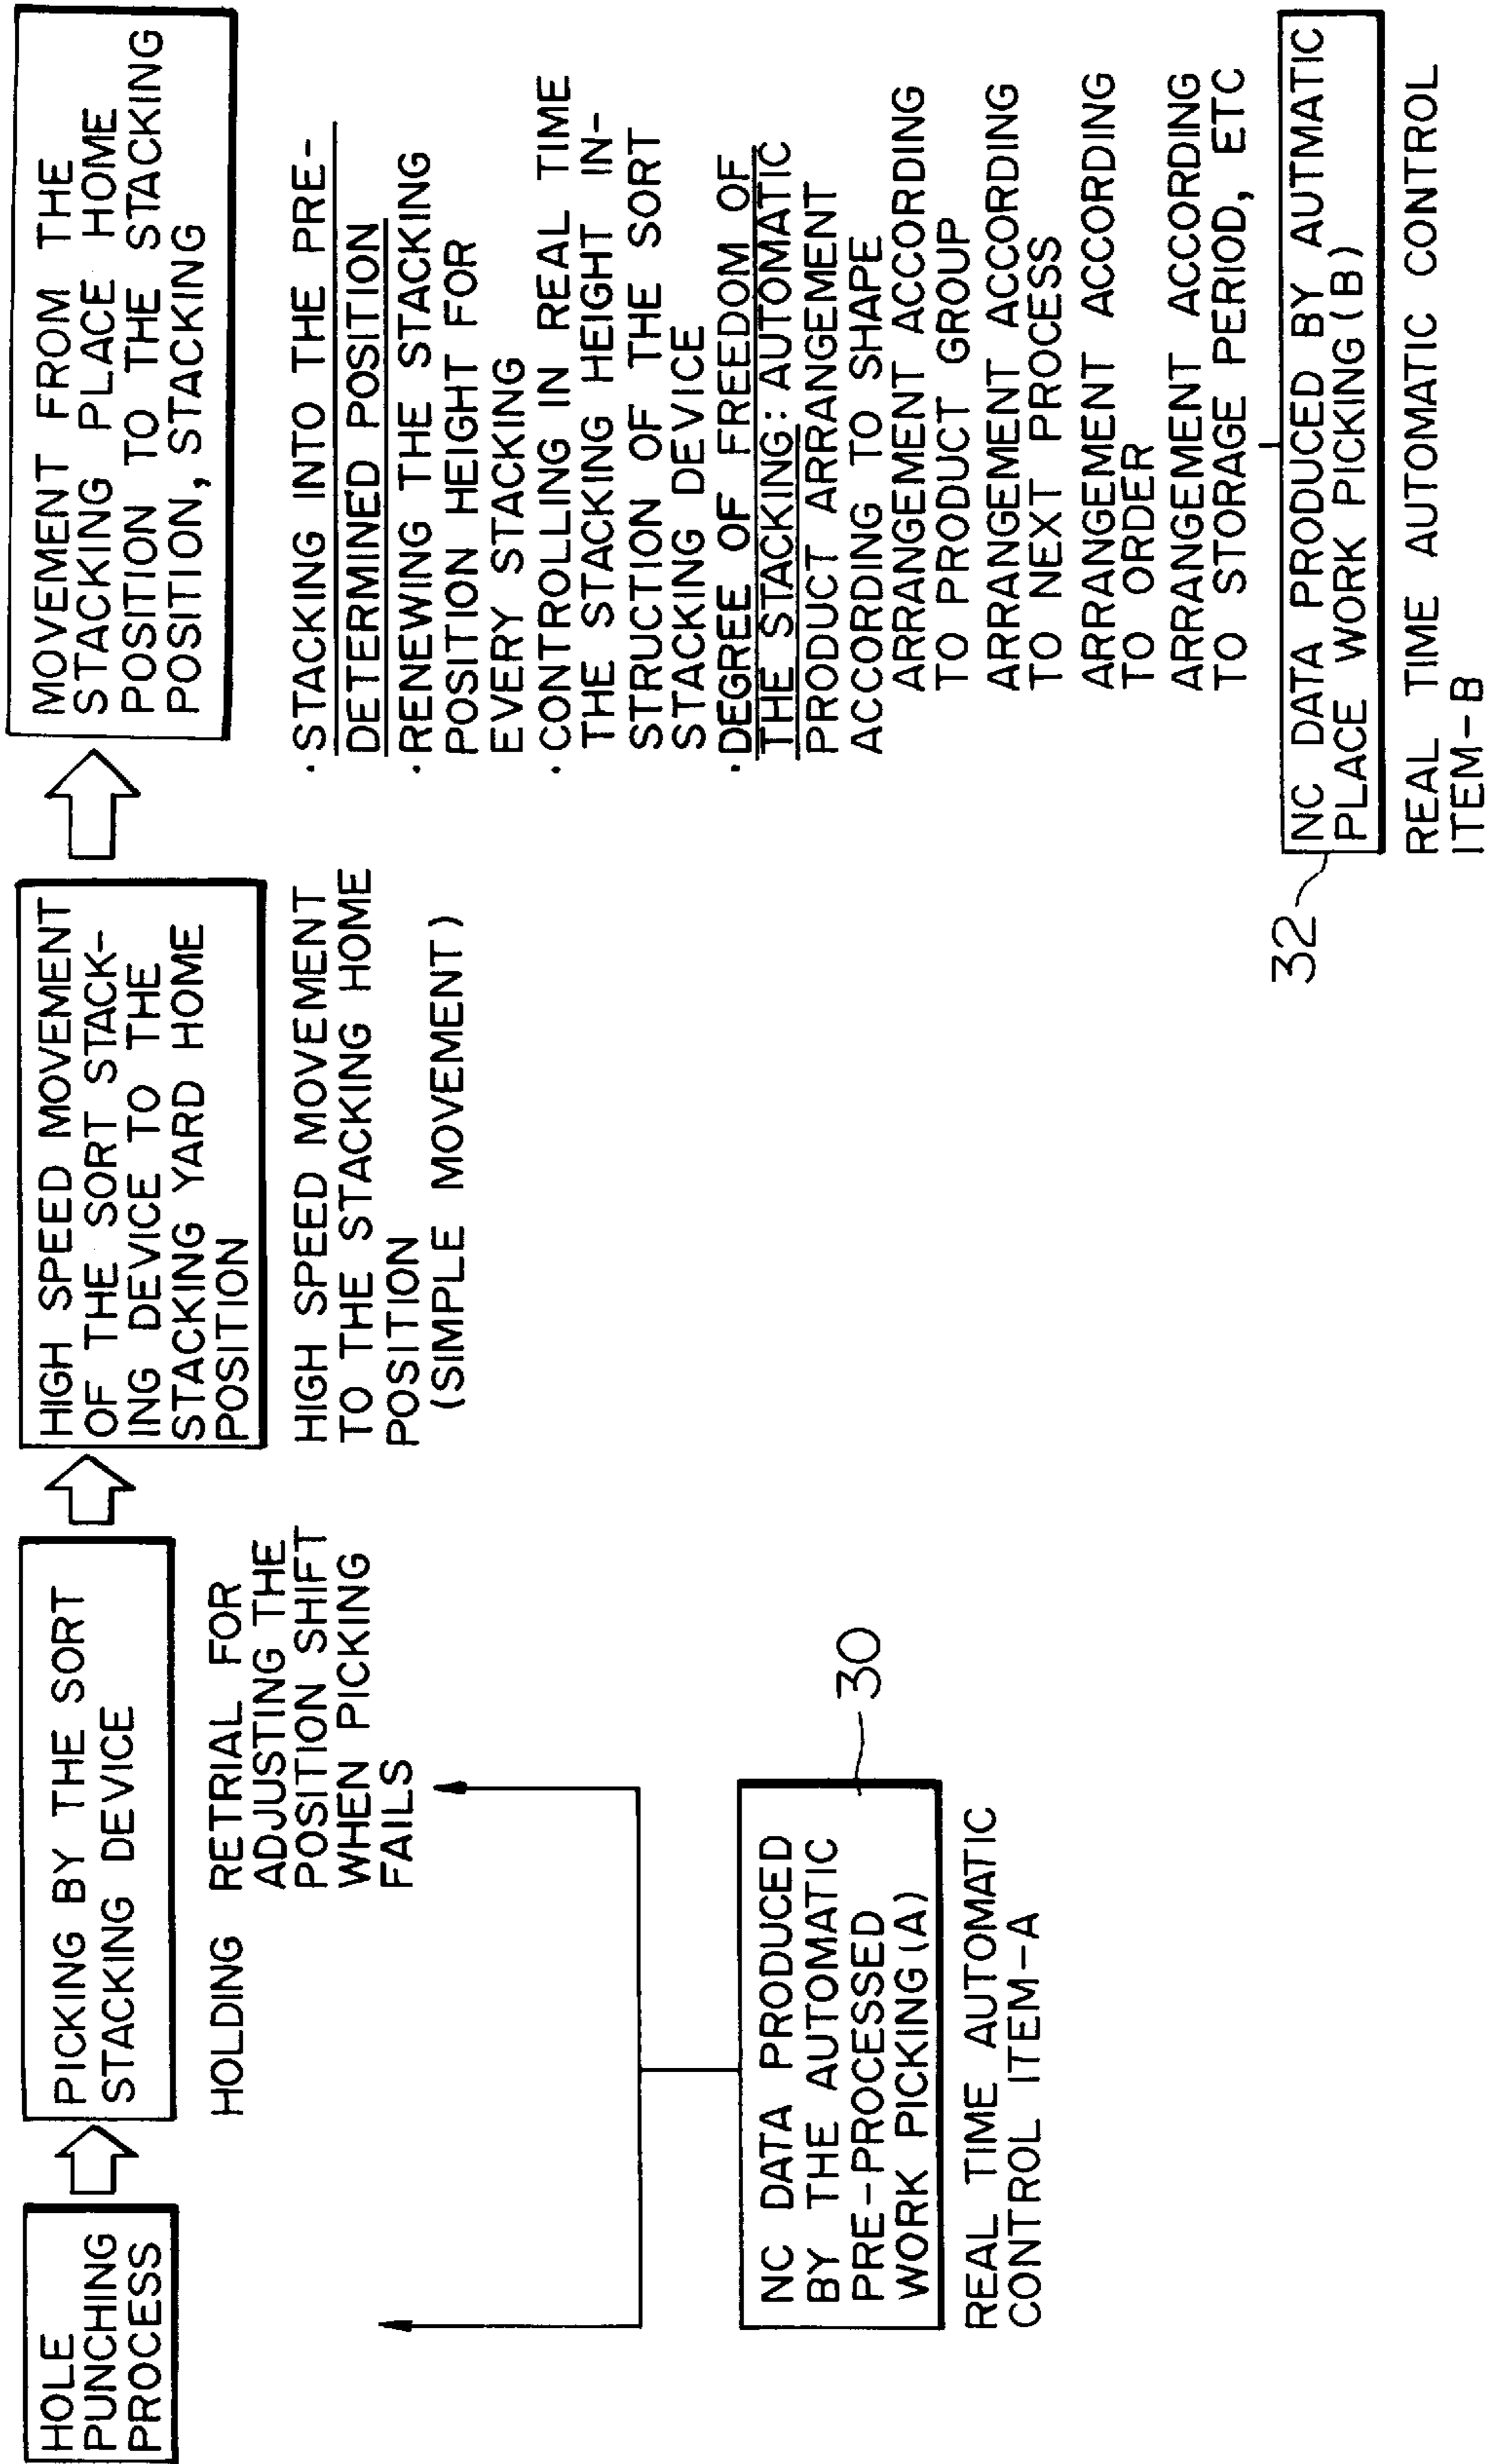 HOLE
PUNCHING
PROCESS
PICKING BY THE SORT
STACKING DEVICE
HOLDING
RETRIAL FOR
ADJUSTING THE
POSITION SHIFT
WHEN PICKING
FAILS
NC DATA PRODUCED
BY THE AUTOMATIC
PRE-PROCESSED
WORK PICKING(A)
30
REAL TIME AUTOMATIC
CONTROL ITEM-A
HIGH SPEED MOVEMENT
OF THE SORT STACK-
ING DEVICE TO THE
STACKING YARD HOME
POSITION
HIGH SPEED MOVEMENT
TO THE STACKING HOME
POSITION
(SIMPLE MOVEMENT)
MOVEMENT FROM THE
STACKING PLACE HOME
POSITION TO THE STACKING
POSITION, STACKING
· STACKING INTO THE PRE-
DETERMINED POSITION
· RENEWING THE STACKING
POSITION HEIGHT FOR
EVERY STACKING
· CONTROLLING IN REAL TIME
THE STACKING HEIGHT IN-
STRUCTION OF THE SORT
STACKING DEVICE
· DEGREE OF FREEDOM OF
THE STACKING: AUTOMATIC
PRODUCT ARRANGEMENT
ACCORDING TO SHAPE
ARRANGEMENT ACCORDING
TO PRODUCT GROUP
ARRANGEMENT ACCORDING
TO NEXT PROCESS
ARRANGEMENT ACCORDING
TO ORDER
ARRANGEMENT ACCORDING
TO STORAGE PERIOD, ETC
32
NC DATA PRODUCED BY AUTMATIC
PLACE WORK PICKING(B)
REAL TIME AUTOMATIC CONTROL
ITEM-B